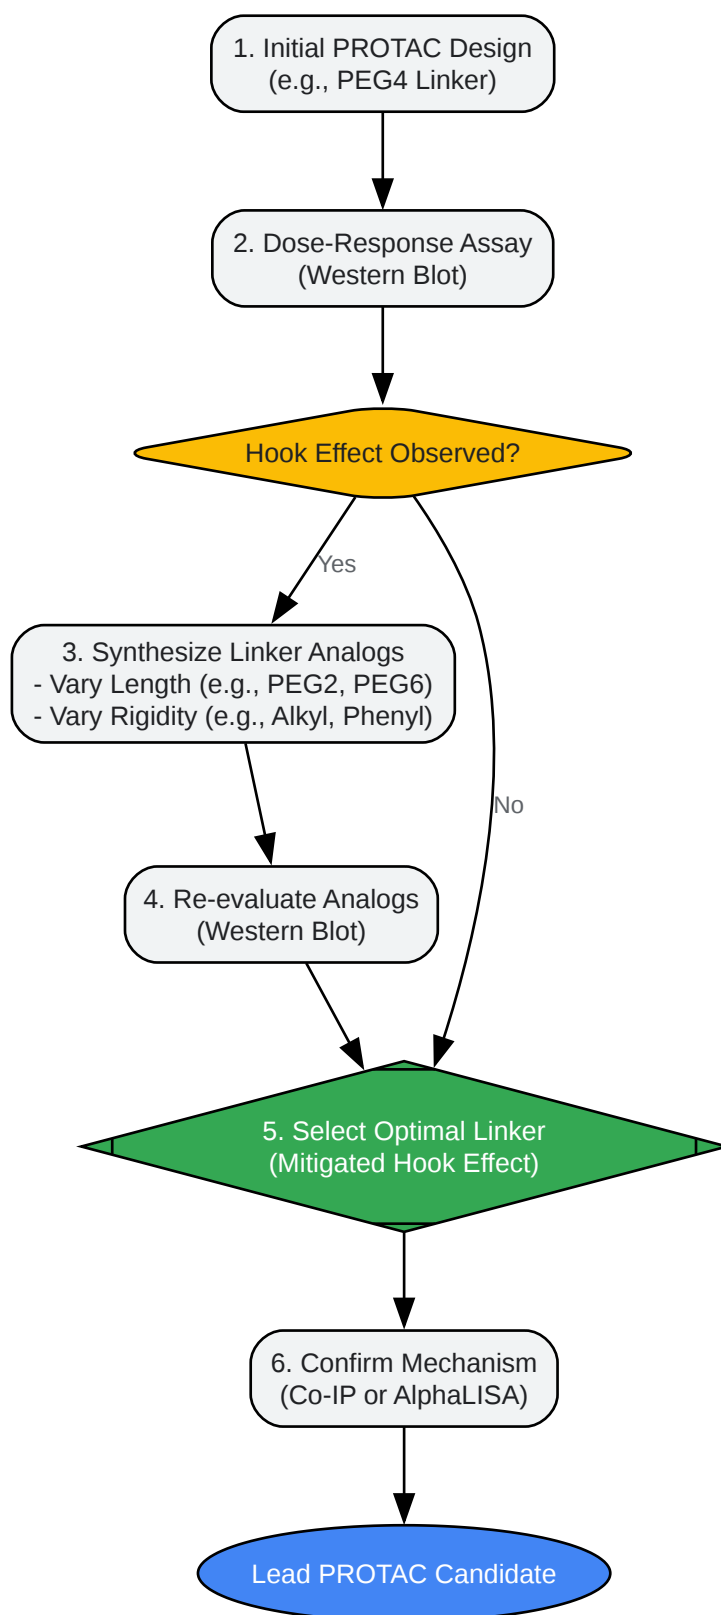 1. Initial PROTAC Design
(e.g., PEG4 Linker)
2. Dose-Response Assay
(Western Blot)
Hook Effect Observed?
Yes
3. Synthesize Linker Analogs
- Vary Length (e.g., PEG2, PEG6)
- Vary Rigidity (e.g., Alkyl, Phenyl)
No
4. Re-evaluate Analogs
(Western Blot)
5. Select Optimal Linker
(Mitigated Hook Effect)
6. Confirm Mechanism
(Co-IP or AlphaLISA)
Lead PROTAC Candidate